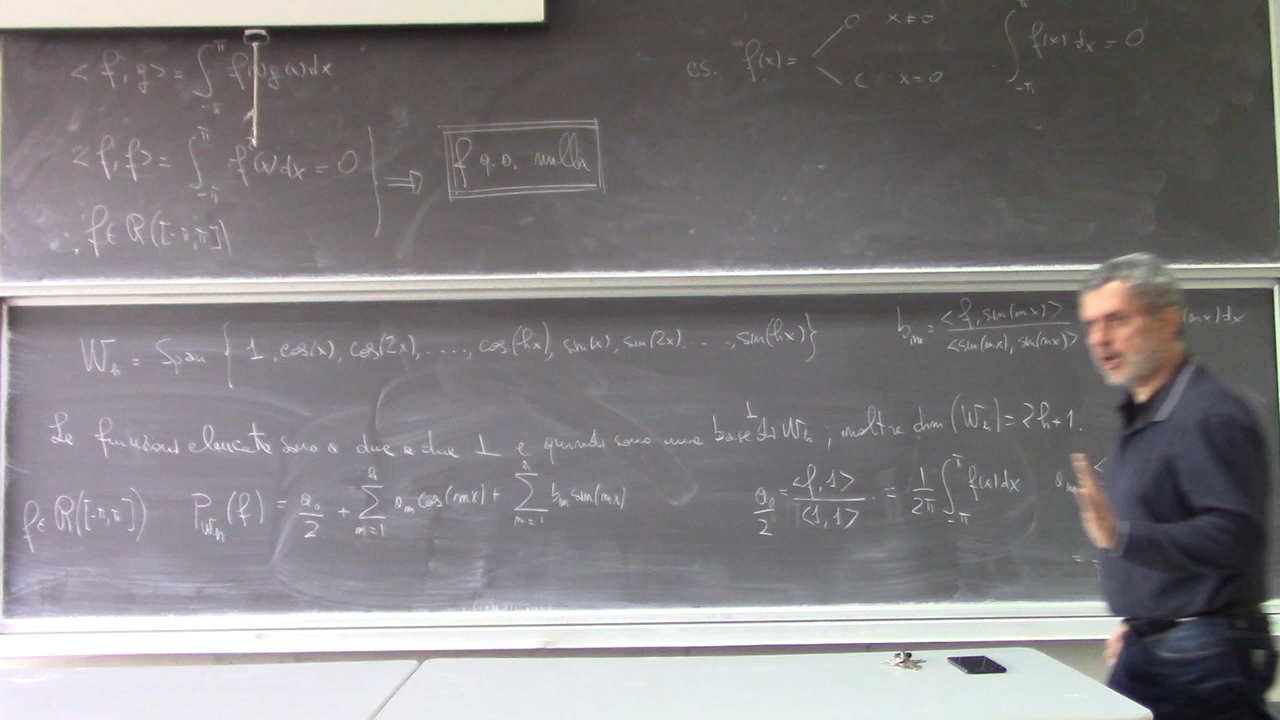 < f, g > = ∫_{-π}^{π} f(x) g(x) dx
es. f(x) = { 0 x ≠ 0
C x = 0
∫_{-π}^{π} f(x) dx = 0
< f, f > = ∫_{-π}^{π} f²(x) dx = 0 | ⇒ f q.o. nulla
f ∈ R([-π, π])
W_h = Span { 1, cos(x), cos(2x), ...., cos(hx), sin(x), sin(2x), ..., sin(hx) }
b_m = <f, sin(mx)> / <sin(mx), sin(mx)>
(mx) dx
Le funzioni elencate sono a due a due ⊥ e quindi sono una base ⊥ di W_h, inoltre dim (W_h) = 2h+1.
f ∈ R([-π, π]) P_{W_h}(f) = a_0/2 + ∑_{m=1}^{h} a_m cos(mx) + ∑_{m=1}^{h} b_m sin(mx)
a_0/2 = <f, 1> / <1, 1> = 1/2π ∫_{-π}^{π} f(x) dx
a_m = <
=